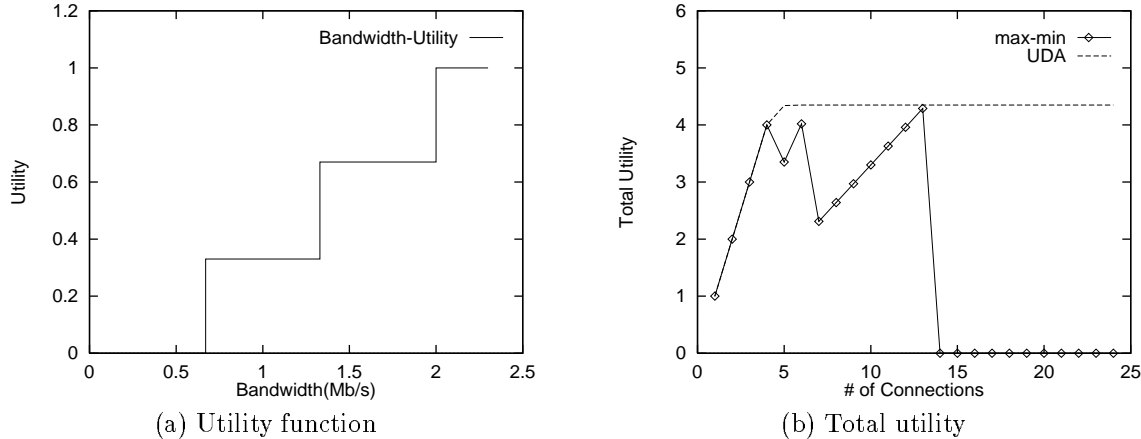 1.2
1
0.8
0.6
0.4
0.2
0
Utility
Bandwidth-Utility
0 0.5 1 1.5 2 2.5
Bandwidth(Mb/s)
(a) Utility function
6
5
4
3
2
1
0
Total Utility
max-min
UDA
0 5 10 15 20 25
# of Connections
(b) Total utility